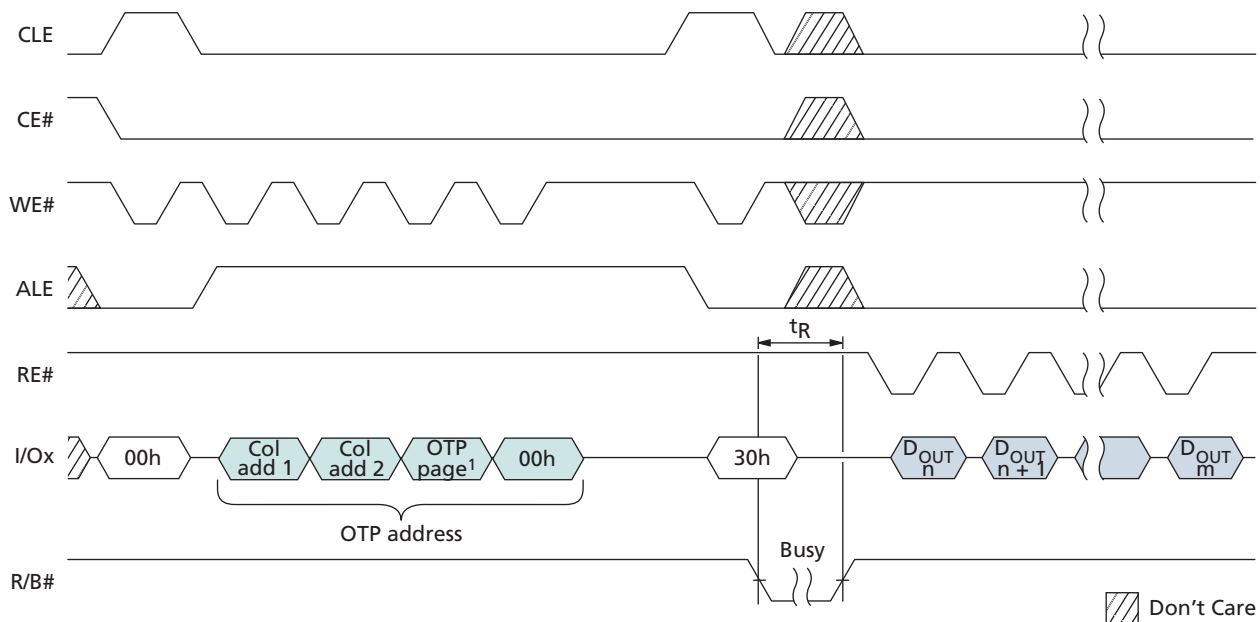 CLE
CE#
WE#
ALE
tR
RE#
I/Ox
00h
Col
add 1
Col
add 2
OTP
page1
00h
30h
DOUT
n
DOUT
n + 1
DOUT
m
OTP address
Busy
R/B#
Don't Care